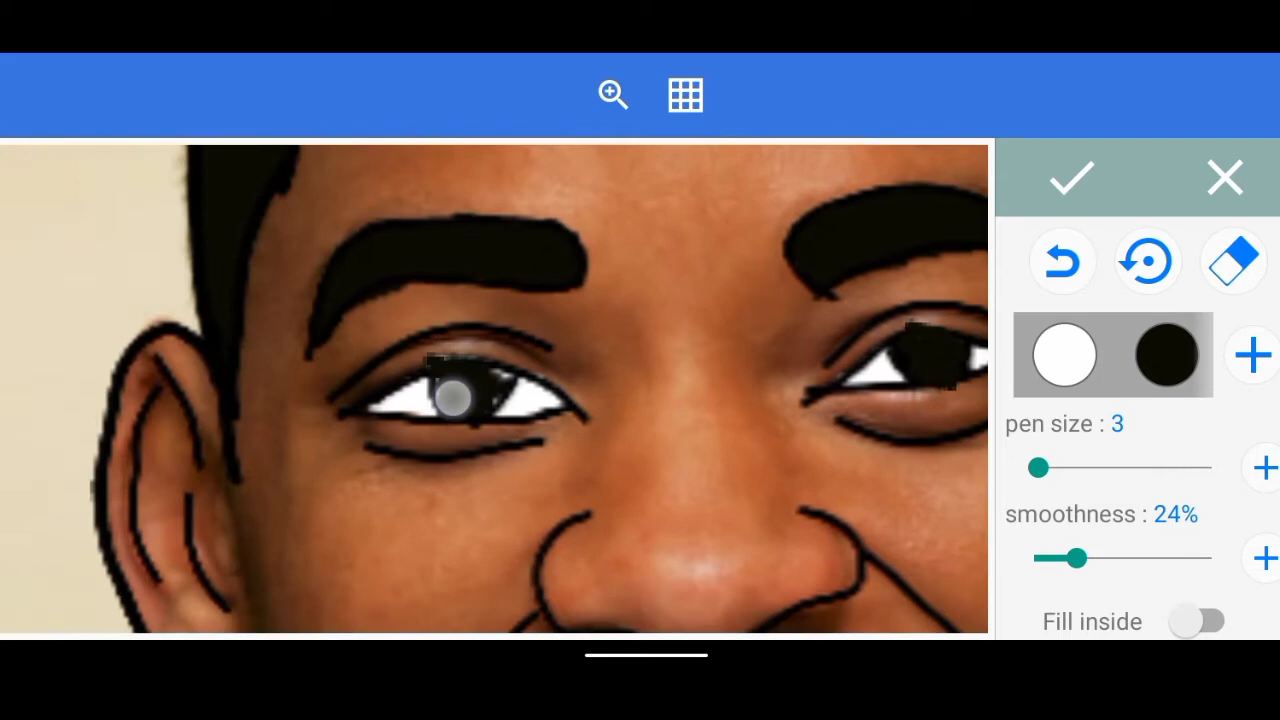 pen size : 3
smoothness : 24%
Fill inside